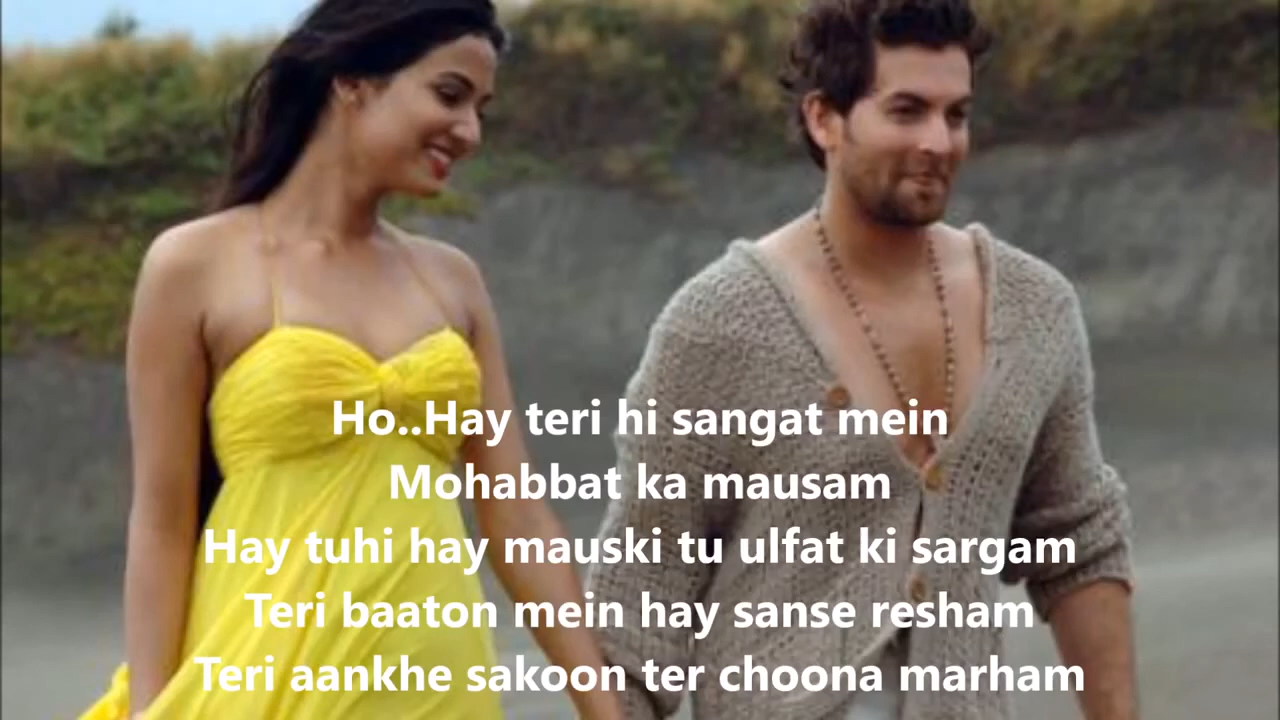 Ho..Hay teri hi sangat mein
Mohabbat ka mausam
Hay tuhi hay mauski tu ulfat ki sargam
Teri baaton mein hay sanse resham
Teri aankhe sakoon ter choona marham